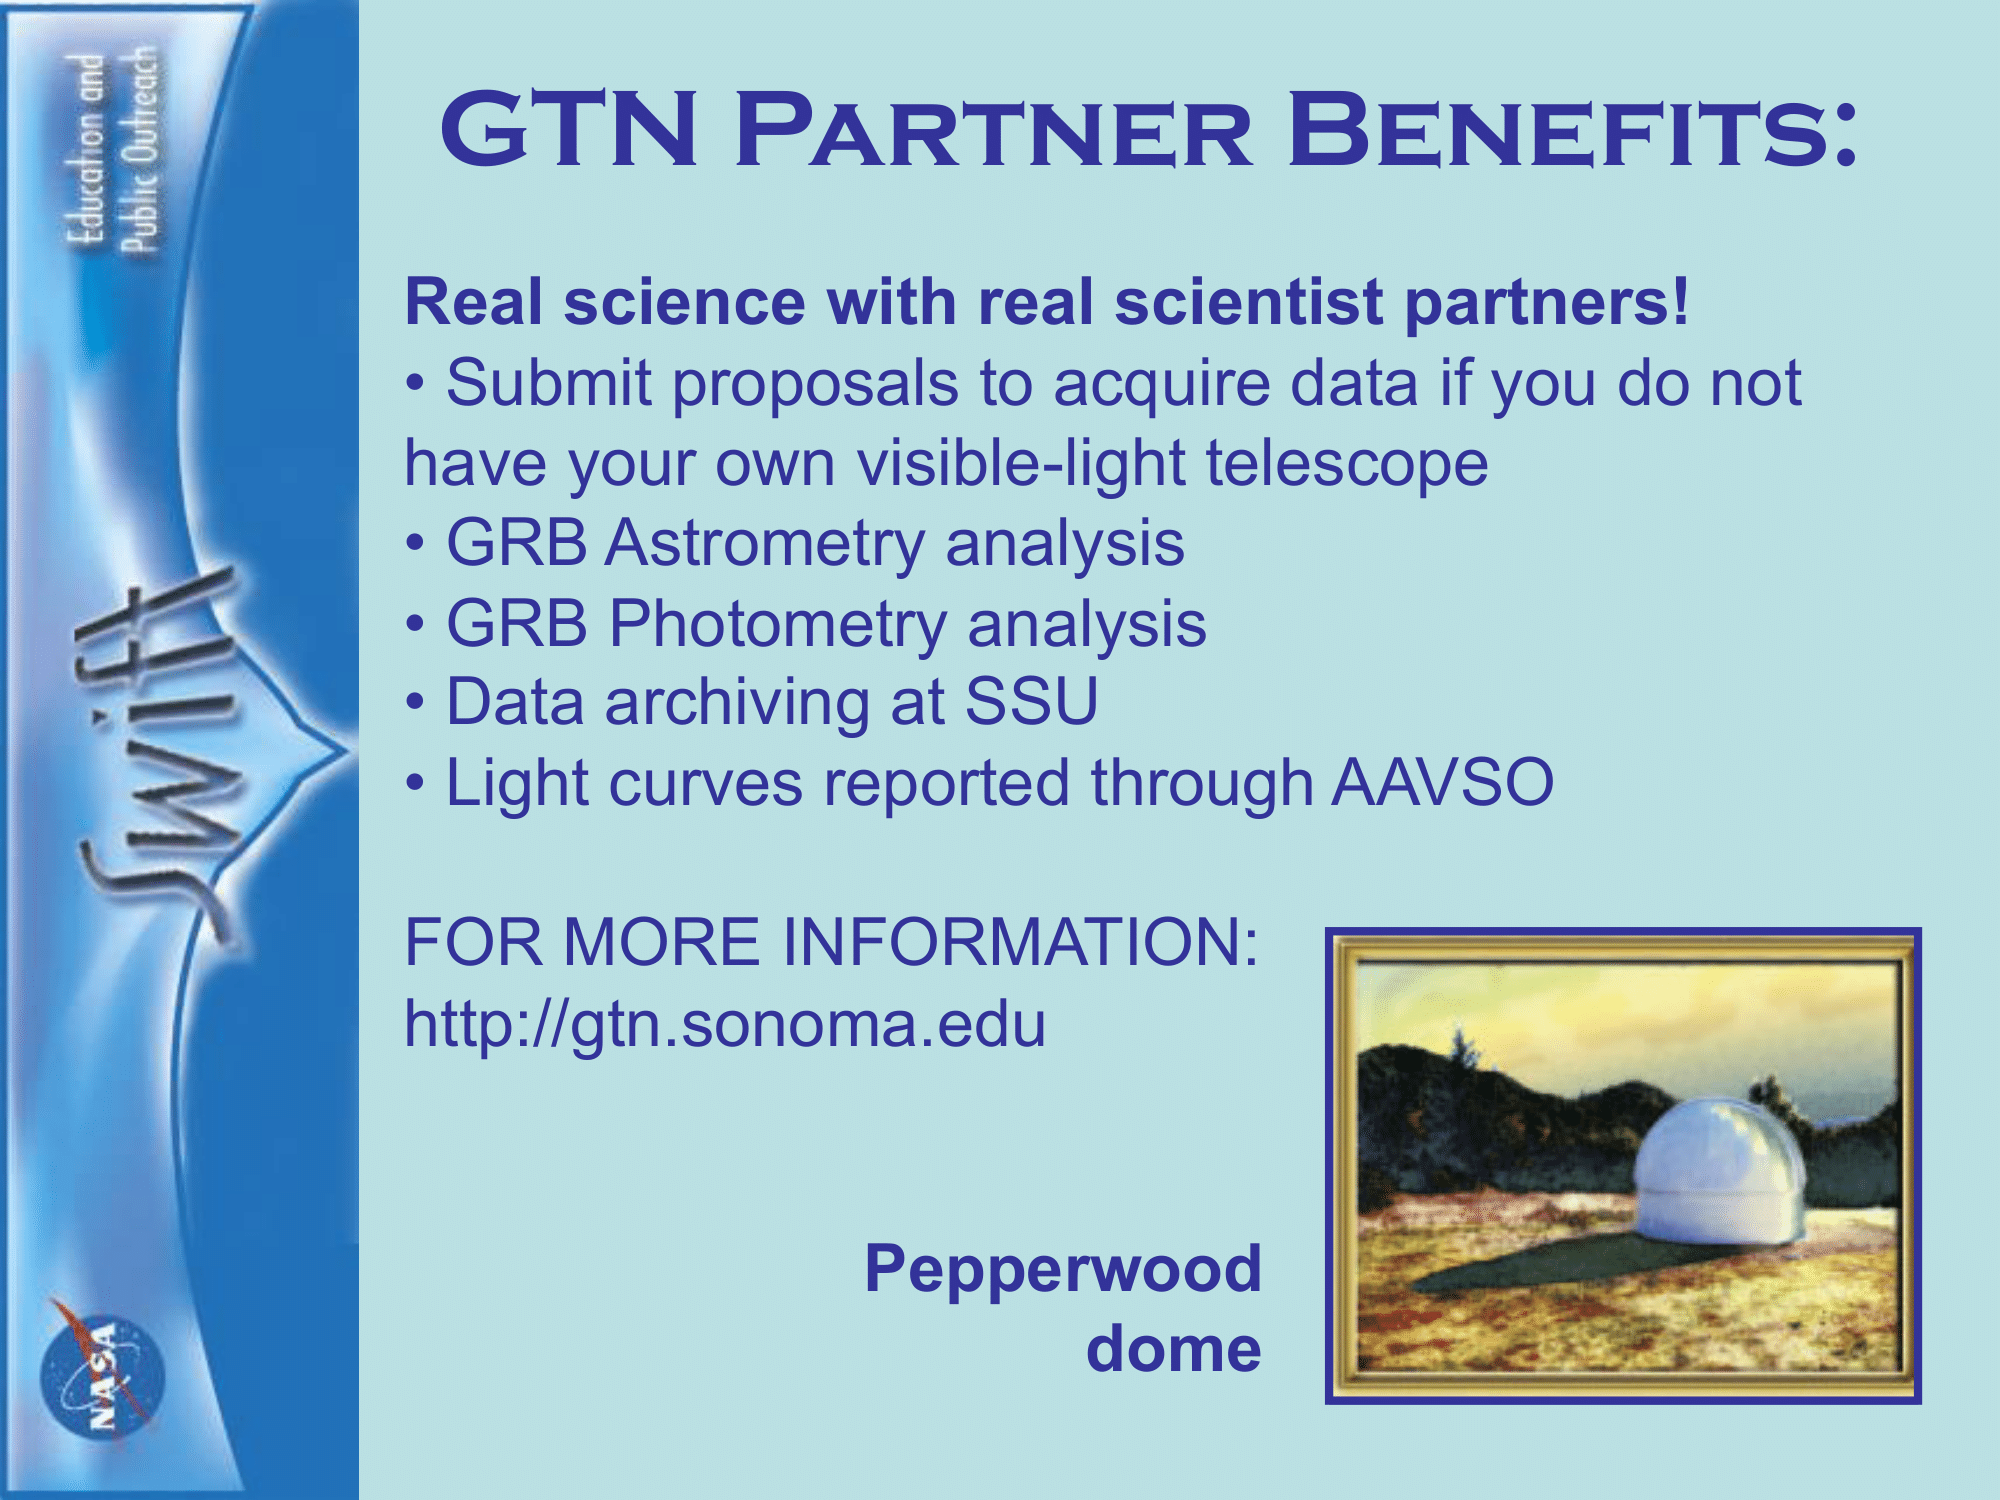 Education and
Public Outreach
Swift
NASA
GTN PARTNER BENEFITS:
Real science with real scientist partners!
• Submit proposals to acquire data if you do not
have your own visible-light telescope
• GRB Astrometry analysis
• GRB Photometry analysis
• Data archiving at SSU
• Light curves reported through AAVSO
FOR MORE INFORMATION:
http://gtn.sonoma.edu
Pepperwood
dome